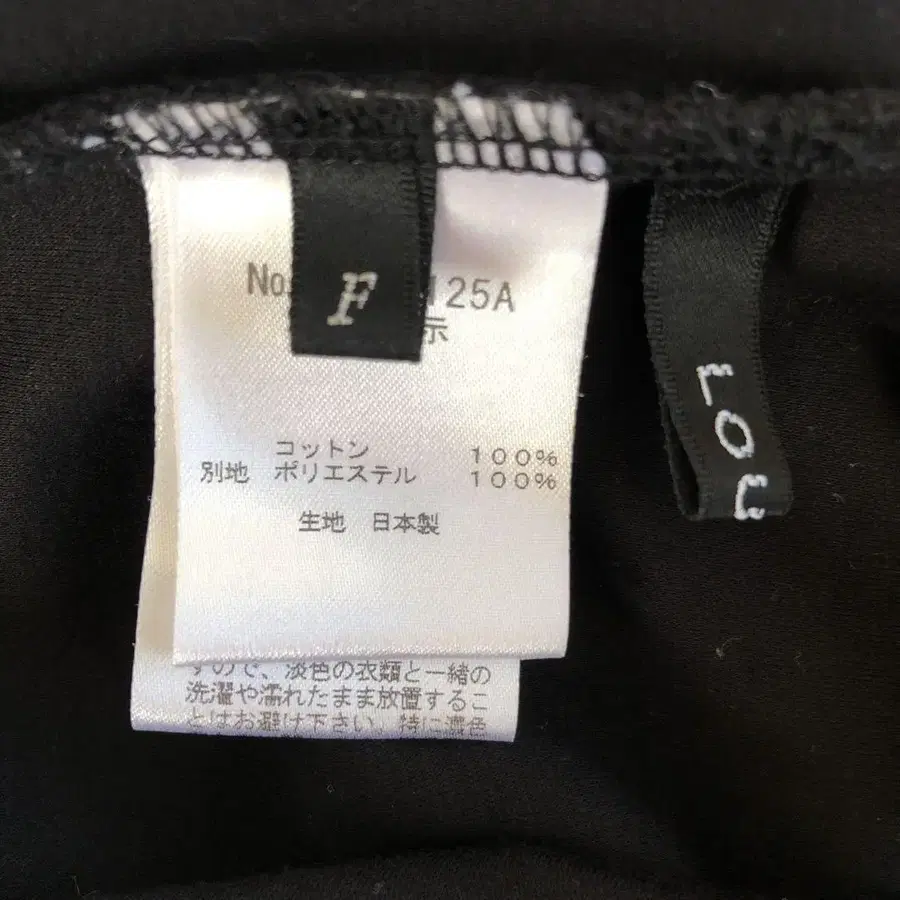 No.
125A
F
示
コットン 100%
別地 ポリエステル 100%
生地 日本製
すので、淡色の衣類と一緒の
洗濯や濡れたまま放置するこ
とはお避け下さい。特に濃色
LOU